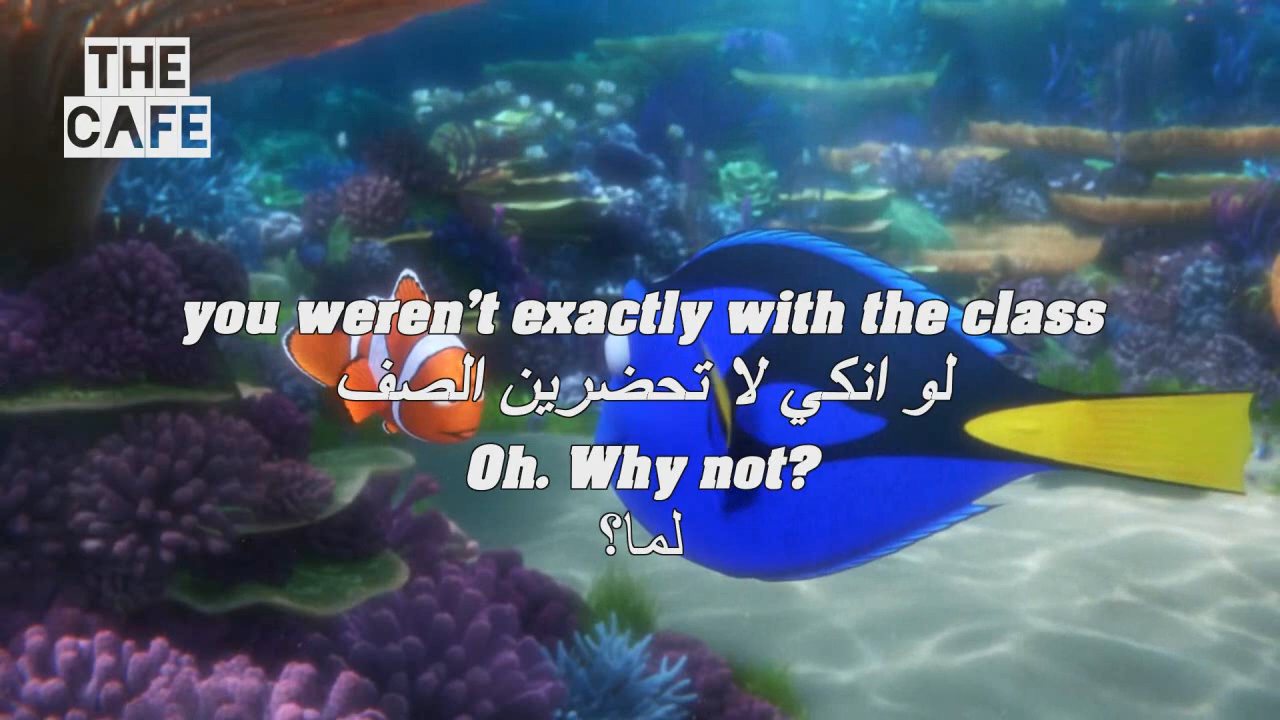 THE
CAFE
you weren't exactly with the class
لو انكي لا تحضرين الصف
Oh. Why not?
لما؟